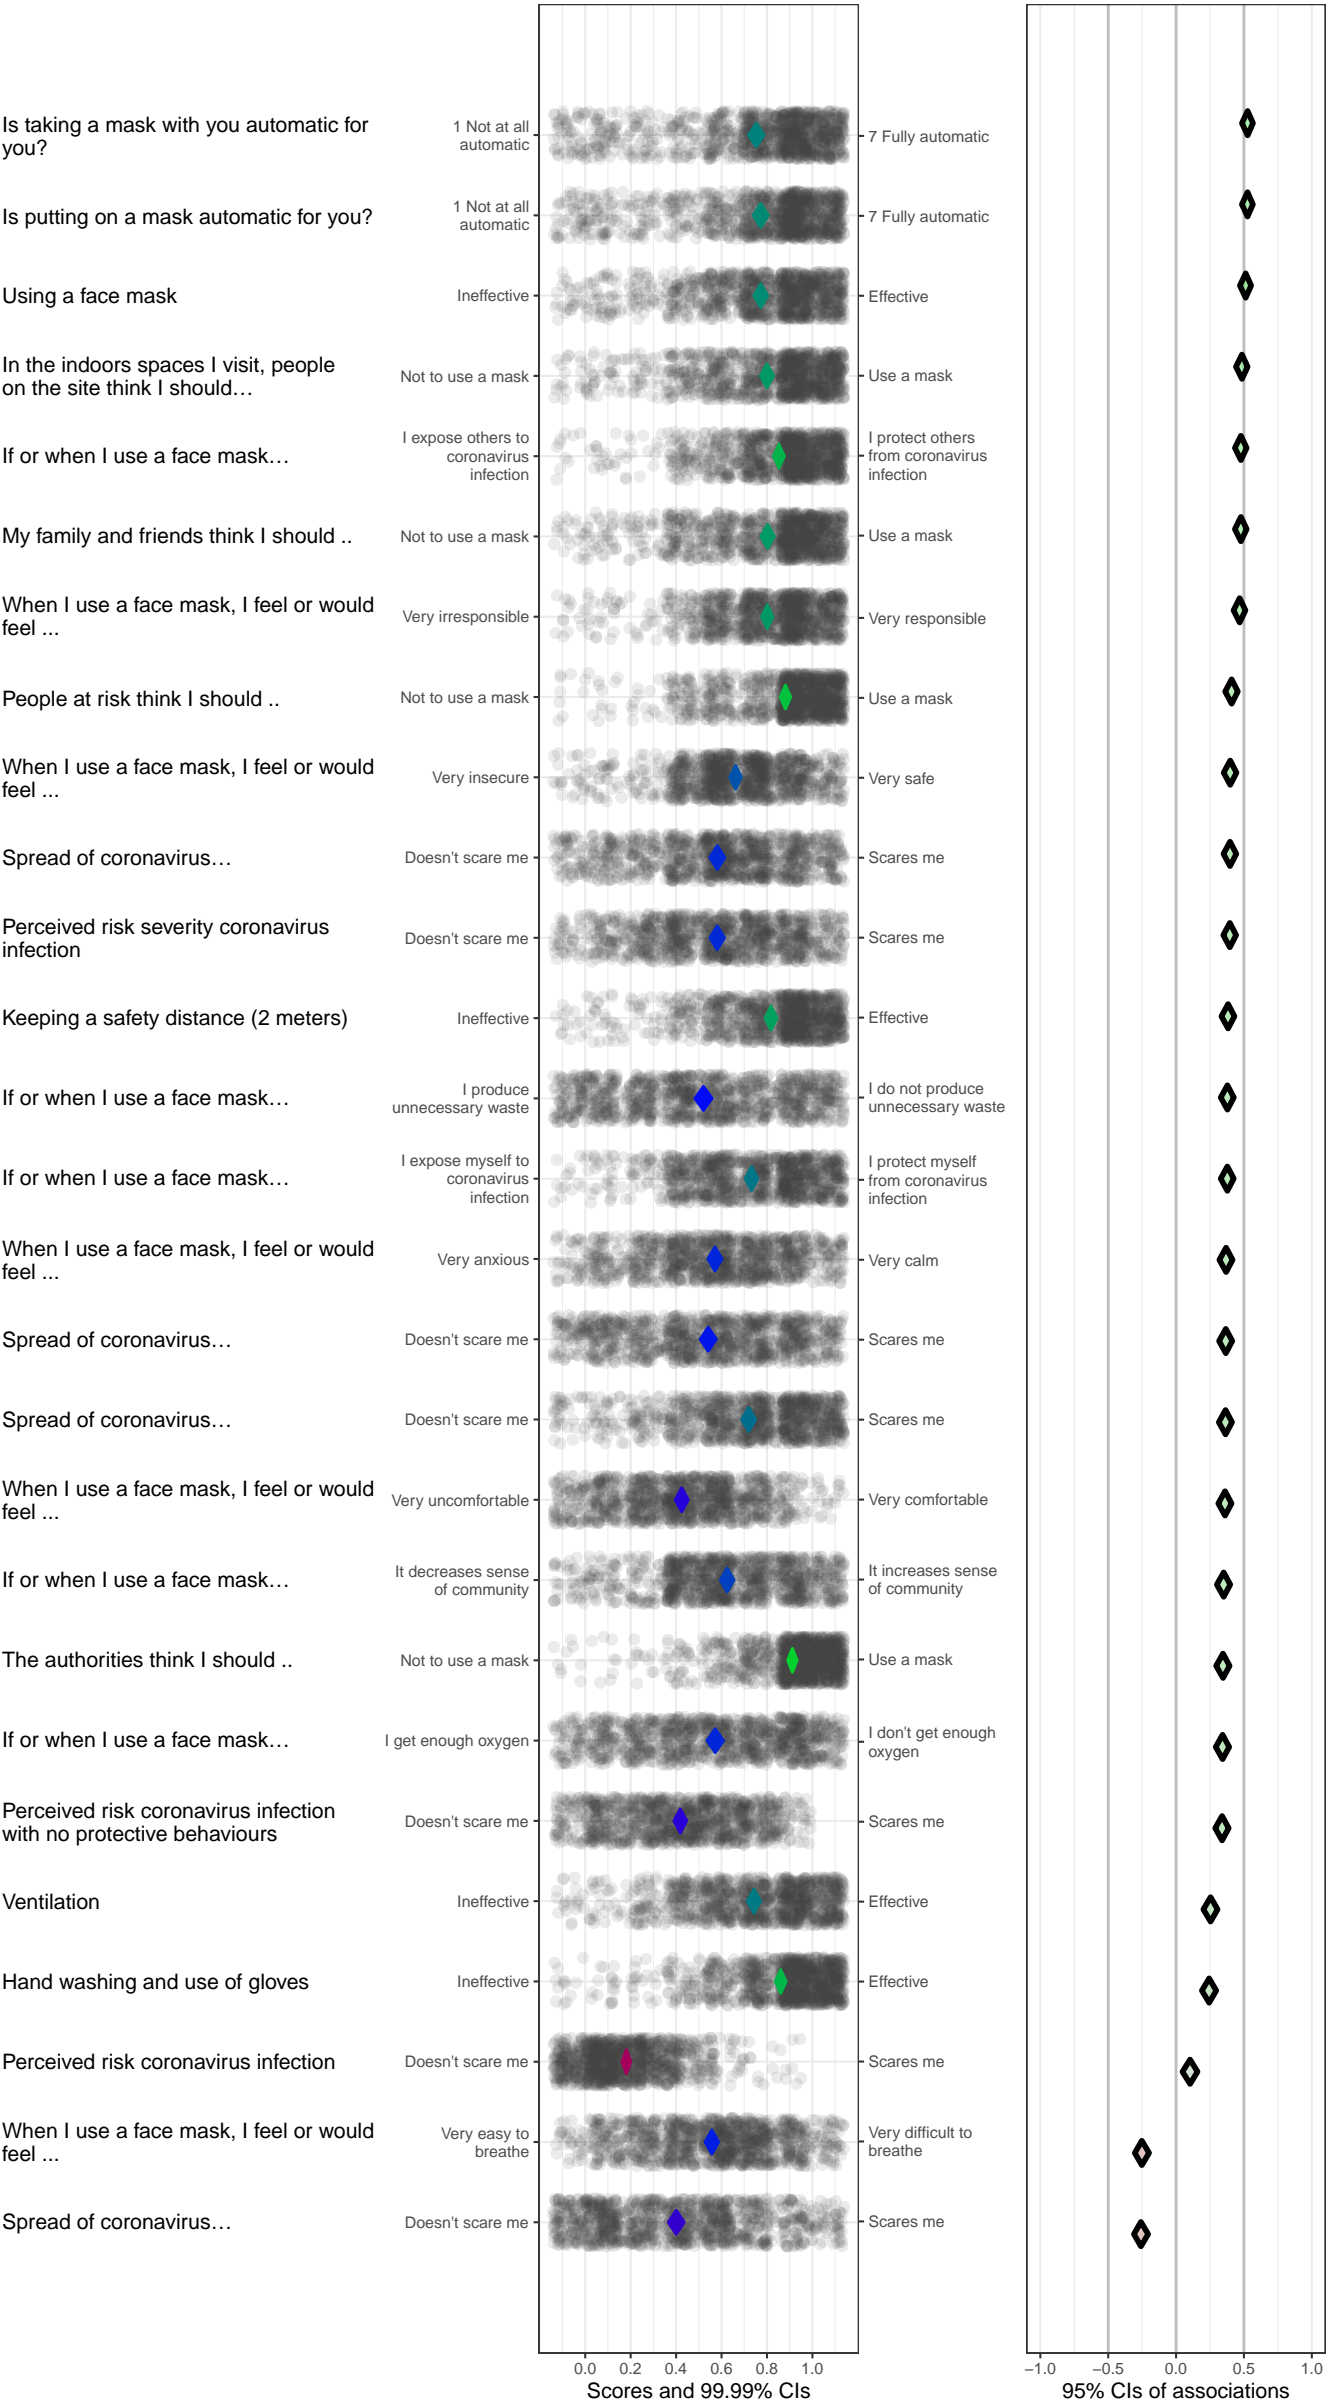 Is taking a mask with you automatic for
you?
1 Not at all
automatic
7 Fully automatic
Is putting on a mask automatic for you?
1 Not at all
automatic
7 Fully automatic
Using a face mask
Ineffective
Effective
In the indoors spaces I visit, people
on the site think I should…
Not to use a mask
Use a mask
If or when I use a face mask…
I expose others to
coronavirus
infection
I protect others
from coronavirus
infection
My family and friends think I should ..
Not to use a mask
Use a mask
When I use a face mask, I feel or would
feel ...
Very irresponsible
Very responsible
People at risk think I should ..
Not to use a mask
Use a mask
When I use a face mask, I feel or would
feel ...
Very insecure
Very safe
Spread of coronavirus…
Doesn't scare me
Scares me
Perceived risk severity coronavirus
infection
Doesn't scare me
Scares me
Keeping a safety distance (2 meters)
Ineffective
Effective
If or when I use a face mask…
I produce
unnecessary waste
I do not produce
unnecessary waste
If or when I use a face mask…
I expose myself to
coronavirus
infection
I protect myself
from coronavirus
infection
When I use a face mask, I feel or would
feel ...
Very anxious
Very calm
Spread of coronavirus…
Doesn't scare me
Scares me
Spread of coronavirus…
Doesn't scare me
Scares me
When I use a face mask, I feel or would
feel ...
Very uncomfortable
Very comfortable
If or when I use a face mask…
It decreases sense
of community
It increases sense
of community
The authorities think I should ..
Not to use a mask
Use a mask
If or when I use a face mask…
I get enough oxygen
I don't get enough
oxygen
Perceived risk coronavirus infection
with no protective behaviours
Doesn't scare me
Scares me
Ventilation
Ineffective
Effective
Hand washing and use of gloves
Ineffective
Effective
Perceived risk coronavirus infection
Doesn't scare me
Scares me
When I use a face mask, I feel or would
feel ...
Very easy to
breathe
Very difficult to
breathe
Spread of coronavirus…
Doesn't scare me
Scares me
0.0 0.2 0.4 0.6 0.8 1.0
Scores and 99.99% CIs
−1.0 −0.5 0.0 0.5 1.0
95% CIs of associations